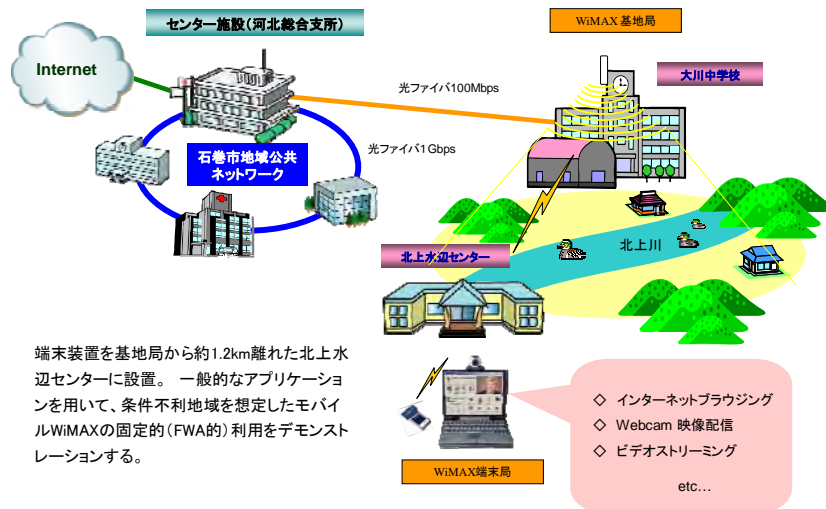 センター施設(河北総合支所)
WiMAX 基地局
Internet
大川中学校
光ファイバ100Mbps
光ファイバ1Gbps
石巻市地域公共
ネットワーク
北上川
北上水辺センター
端末装置を基地局から約1.2km離れた北上水
辺センターに設置。 一般的なアプリケーショ
ンを用いて、条件不利地域を想定したモバイ
ルWiMAXの固定的(FWA的)利用をデモンスト
レーションする。
◇ インターネットブラウジング
◇ Webcam 映像配信
◇ ビデオストリーミング
etc…
WiMAX端末局